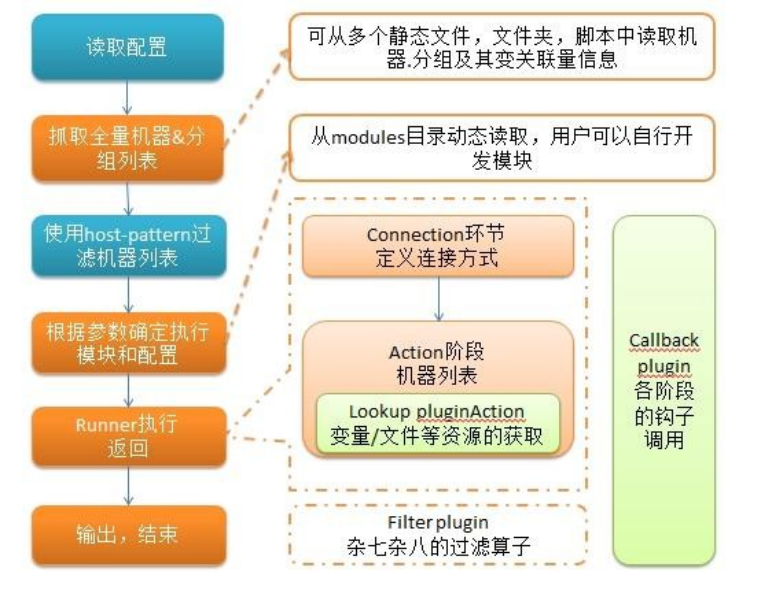 读取配置
抓取全量机器&分
组列表
使用host-pattern过
滤机器列表
根据参数确定执行
模块和配置
Runner执行
返回
输出，结束
可从多个静态文件，文件夹，脚本中读取机
器.分组及其变关联量信息
从modules目录动态读取，用户可以自行开
发模块
Connection环节
定义连接方式
Action阶段
机器列表
Lookup pluginAction
变量/文件等资源的获取
Filter plugin
杂七杂八的过滤算子
Callback
plugin
各阶段
的钩子
调用